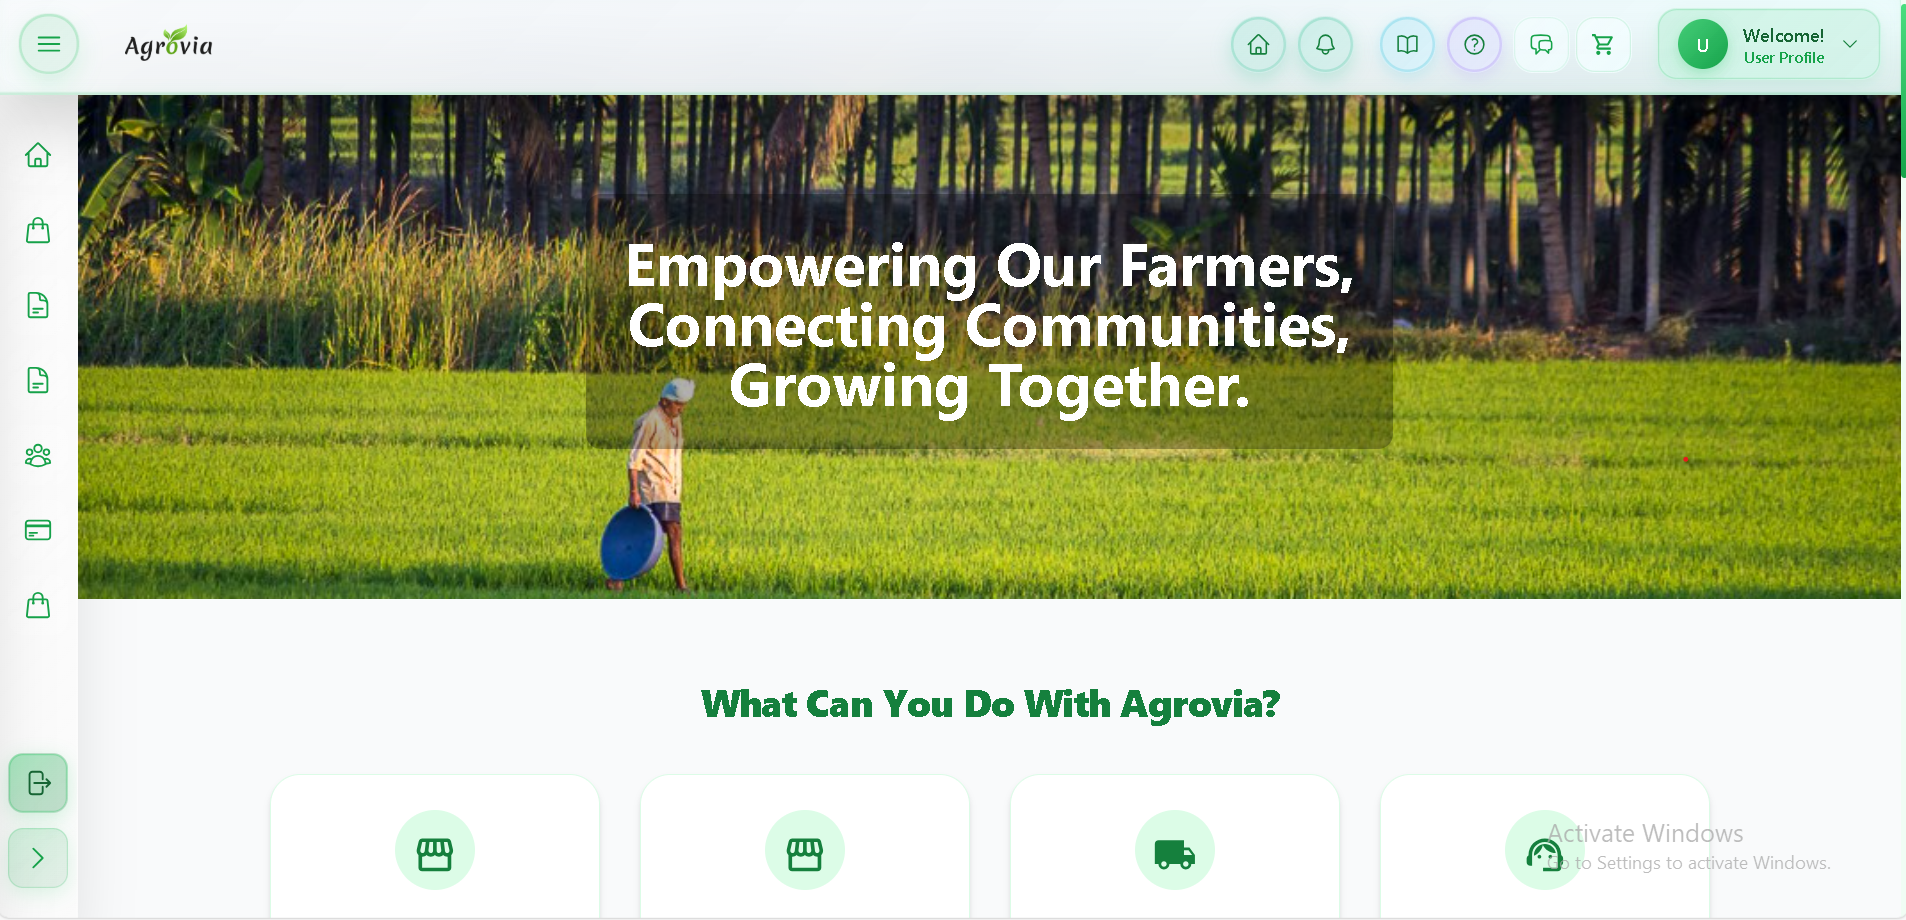 Agrovia
U
Welcome!
User Profile
Empowering Our Farmers,
Connecting Communities,
Growing Together.
What Can You Do With Agrovia?
Activate Windows
Go to Settings to activate Windows.